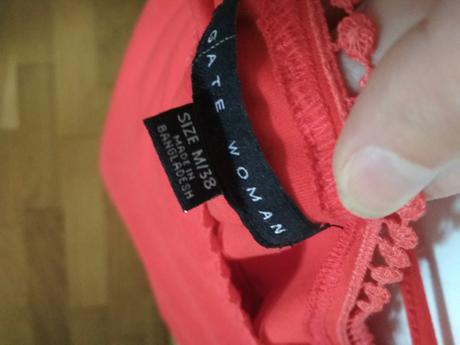 GATE WOMAN
SIZE M/38
MADE IN
BANGLADESH